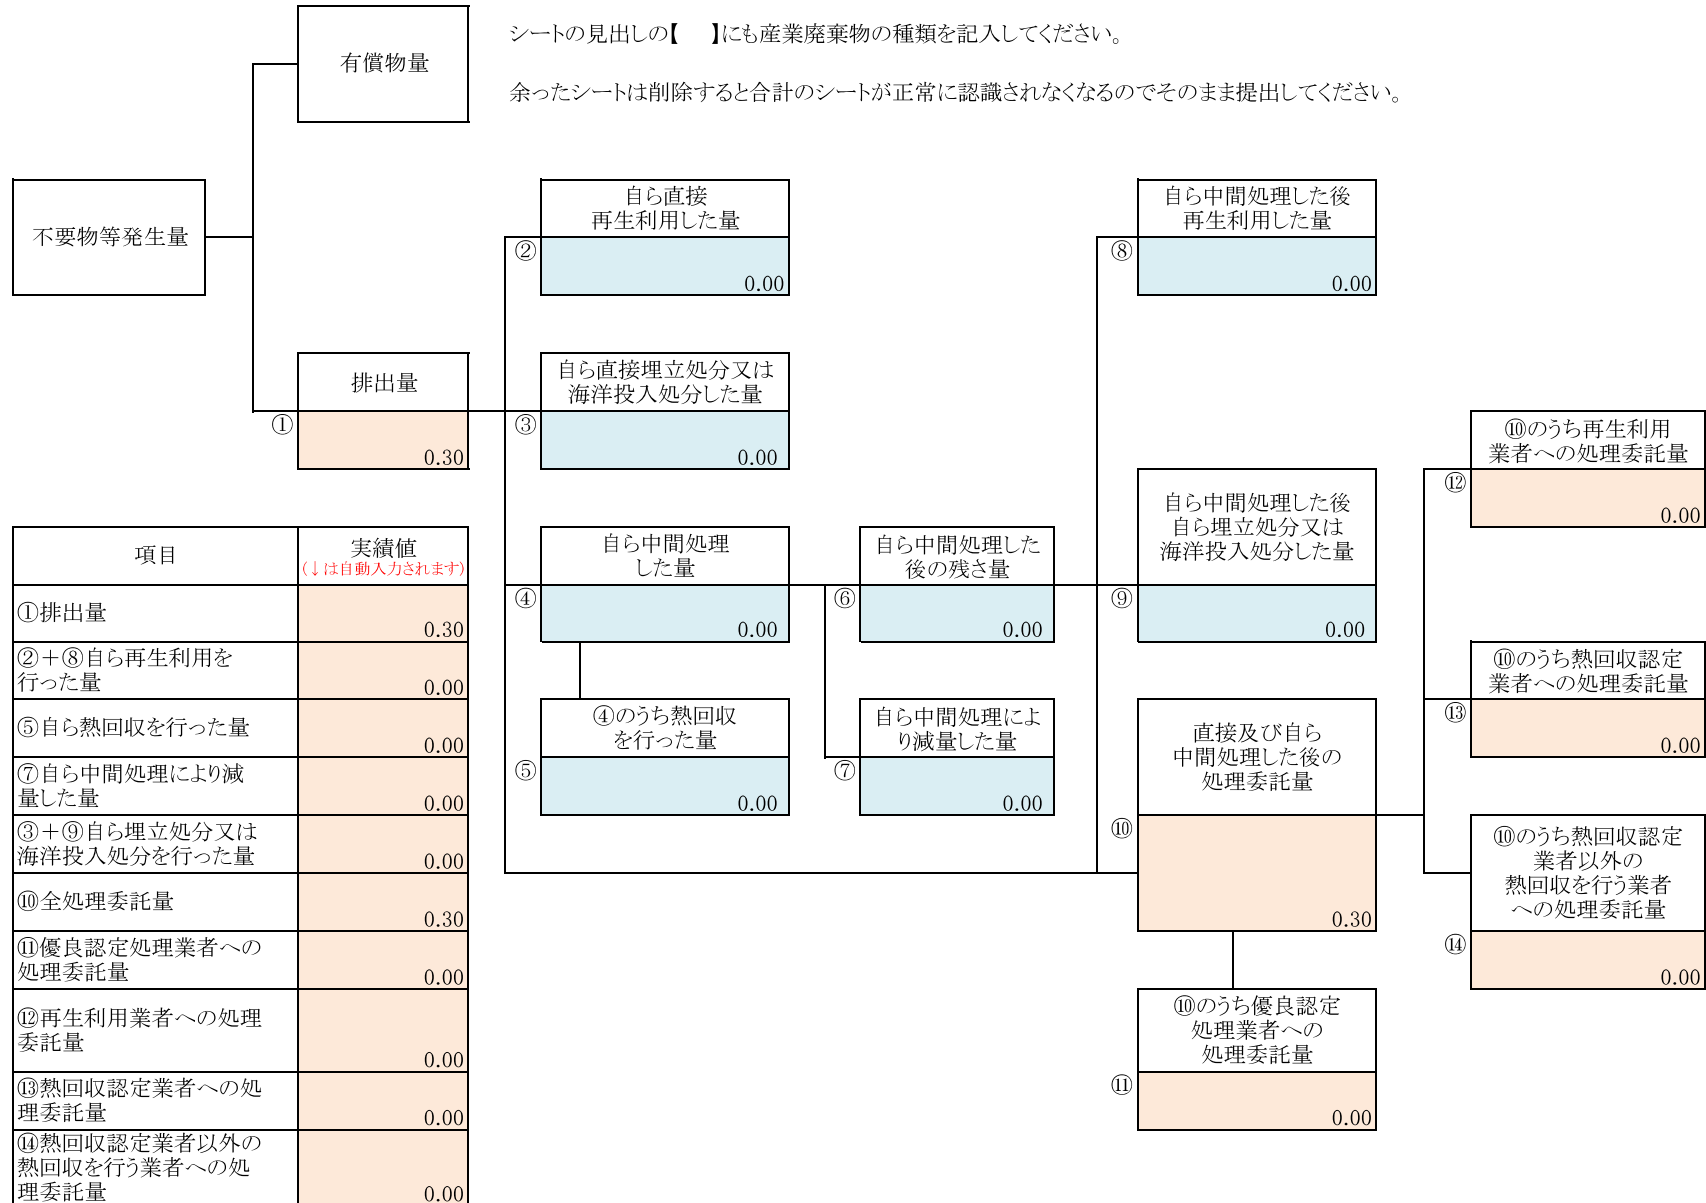 シートの見出しの【　】にも産業廃棄物の種類を記入してください。
有償物量
余ったシートは削除すると合計のシートが正常に認識されなくなるのでそのまま提出してください。
不要物等発生量
自ら直接
再生利用した量
②
0.00
自ら中間処理した後
再生利用した量
⑧
0.00
排出量
①
0.30
自ら直接埋立処分又は
海洋投入処分した量
③
0.00
⑩のうち再生利用
業者への処理委託量
⑫
0.00
自ら中間処理
した量
④
0.00
自ら中間処理した
後の残さ量
⑥
0.00
自ら中間処理した後
自ら埋立処分又は
海洋投入処分した量
⑨
0.00
⑩のうち熱回収認定
業者への処理委託量
⑬
0.00
④のうち熱回収
を行った量
⑤
0.00
自ら中間処理によ
り減量した量
⑦
0.00
直接及び自ら
中間処理した後の
処理委託量
⑩
0.30
⑩のうち熱回収認定
業者以外の
熱回収を行う業者
への処理委託量
⑭
0.00
⑩のうち優良認定
処理業者への
処理委託量
⑪
0.00
項目
実績値
(↓は自動入力されます)
①排出量
0.30
②＋⑧自ら再生利用を
行った量
0.00
⑤自ら熱回収を行った量
0.00
⑦自ら中間処理により減
量した量
0.00
③＋⑨自ら埋立処分又は
海洋投入処分を行った量
0.00
⑩全処理委託量
0.30
⑪優良認定処理業者への
処理委託量
0.00
⑫再生利用業者への処理
委託量
0.00
⑬熱回収認定業者への処
理委託量
0.00
⑭熱回収認定業者以外の
熱回収を行う業者への処
理委託量
0.00